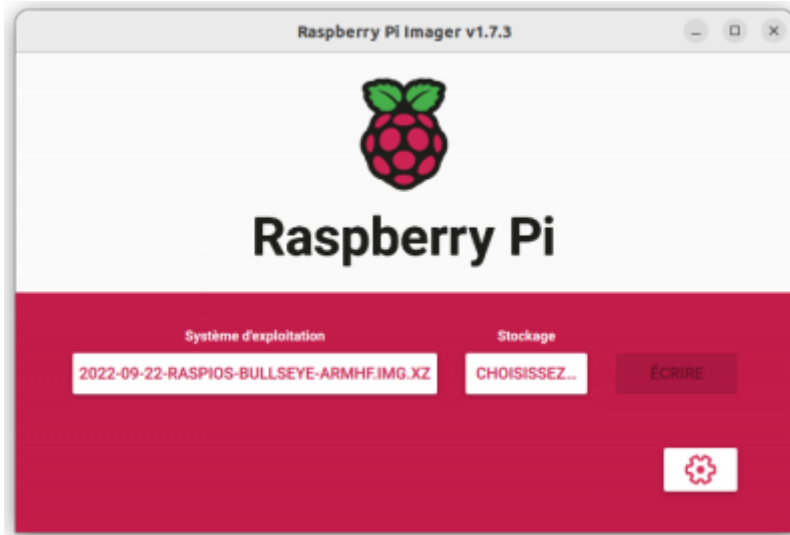 Raspberry Pi Imager v1.7.3
Raspberry Pi
Système d'exploitation
Stockage
2022-09-22-RASPIOS-BULLSEYE-ARMHF.IMG.XZ
CHOISISSEZ...
ÉCRIRE